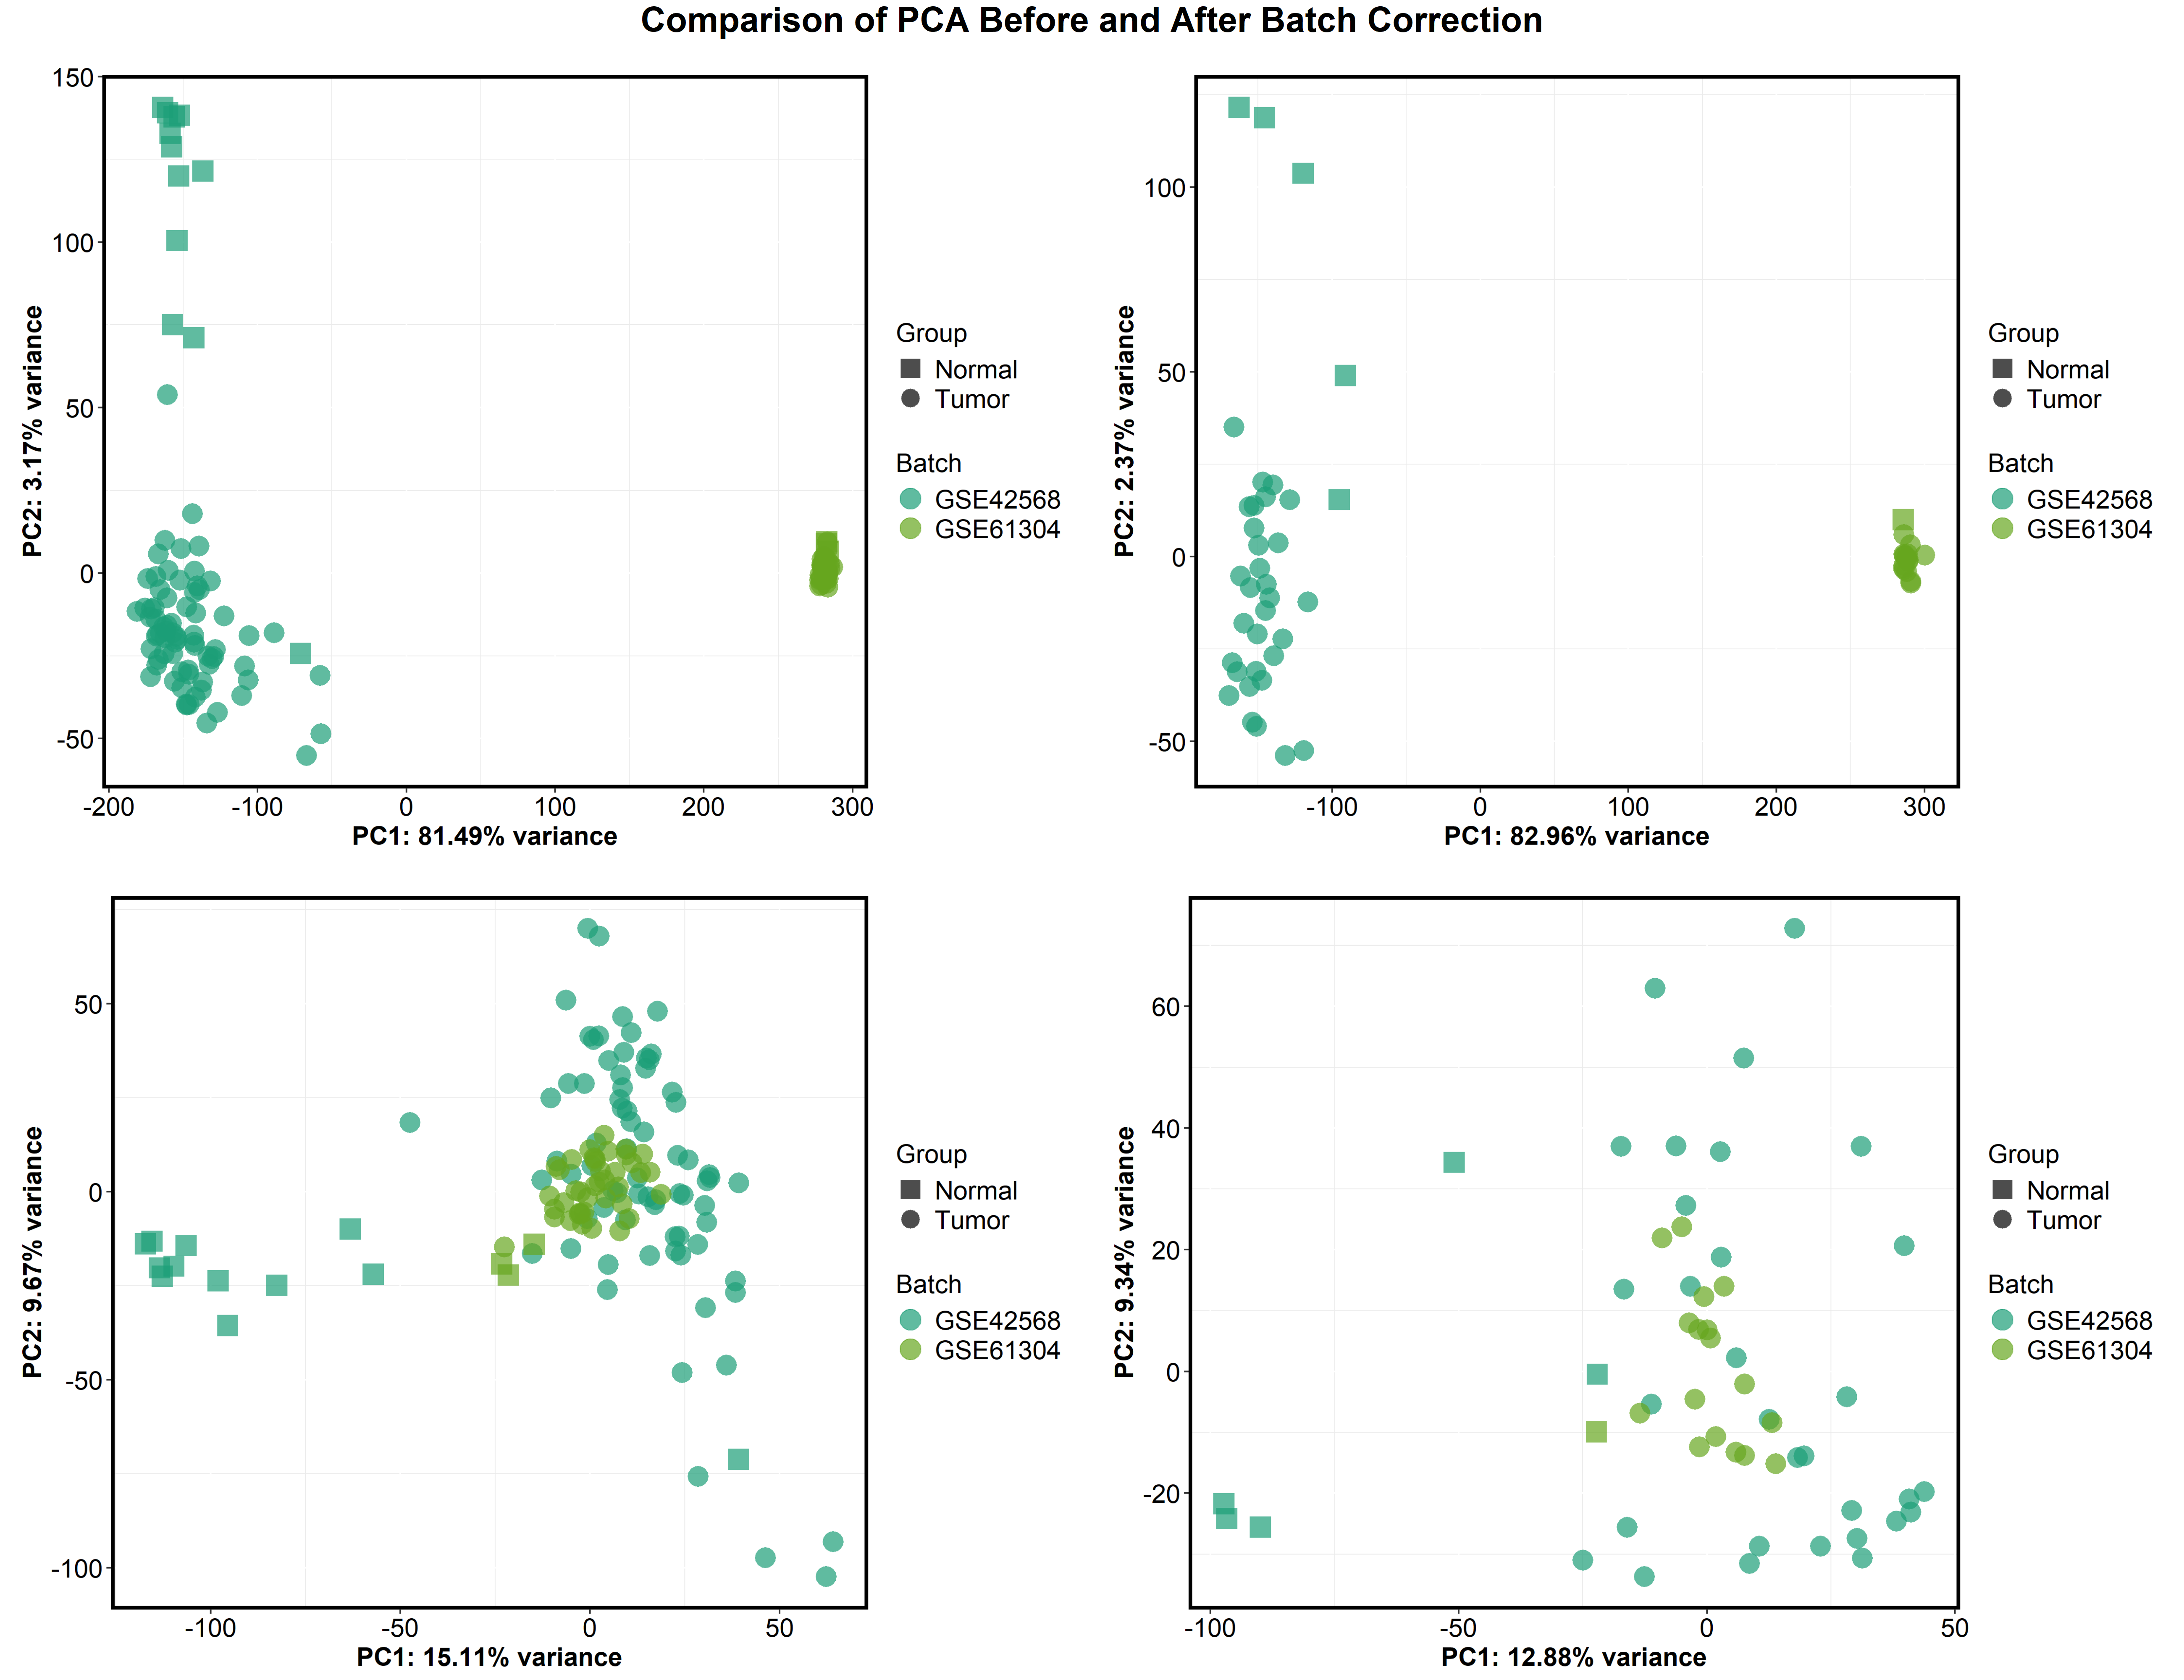 Comparison of PCA Before and After Batch Correction
150
100
50
0
-50
PC2: 3.17% variance
-200 -100 0 100 200 300
PC1: 81.49% variance
Group
Normal
Tumor
Batch
GSE42568
GSE61304
100
50
0
-50
PC2: 2.37% variance
-100 0 100 200 300
PC1: 82.96% variance
Group
Normal
Tumor
Batch
GSE42568
GSE61304
50
0
-50
-100
PC2: 9.67% variance
-100 -50 0 50
PC1: 15.11% variance
Group
Normal
Tumor
Batch
GSE42568
GSE61304
60
40
20
0
-20
PC2: 9.34% variance
-100 -50 0 50
PC1: 12.88% variance
Group
Normal
Tumor
Batch
GSE42568
GSE61304